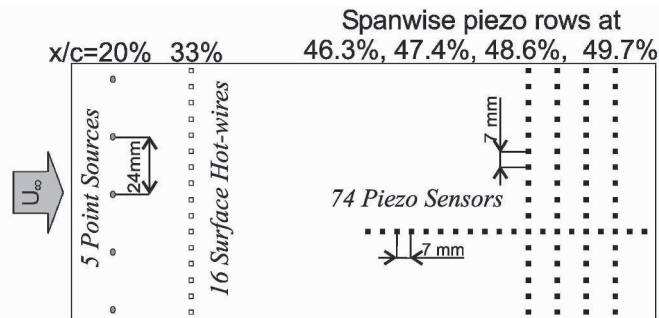 Spanwise piezo rows at
x/c=20% 33% 46.3%, 47.4%, 48.6%, 49.7%
5 Point Sources
24mm
16 Surface Hot-wires
7 mm
74 Piezo Sensors
7 mm
U∞